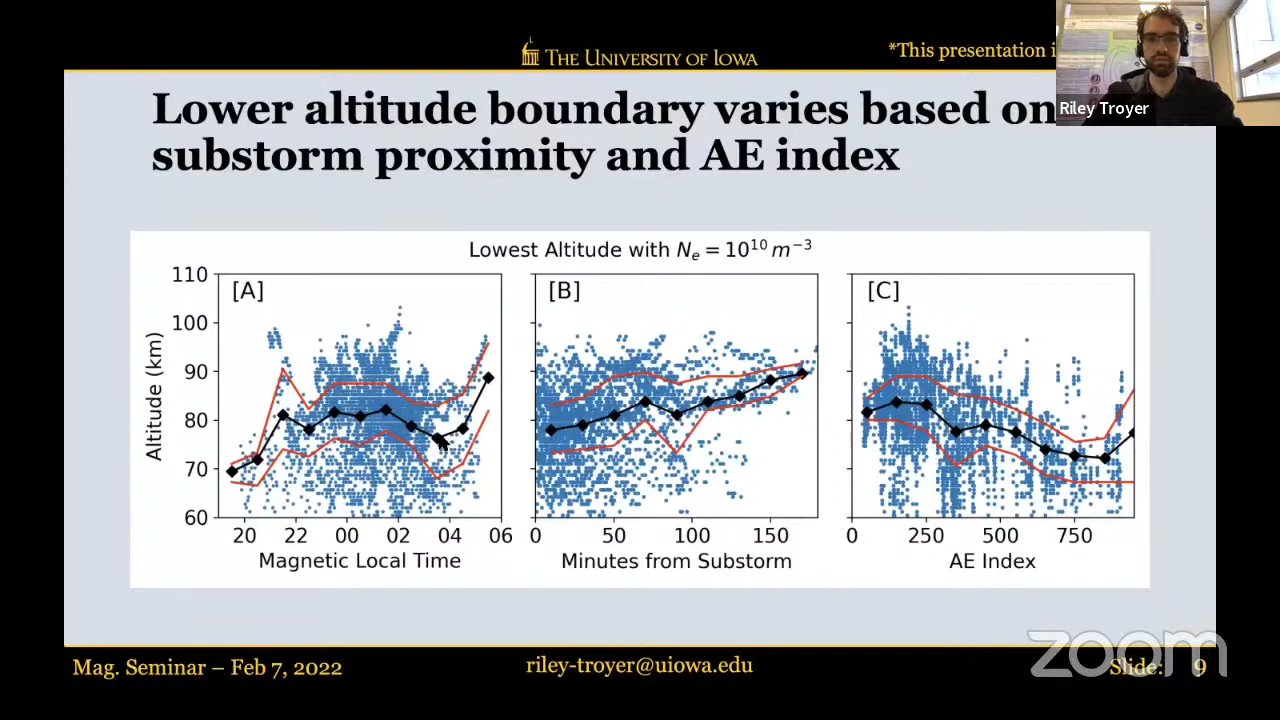 THE UNIVERSITY OF IOWA
*This presentation i
Riley Troyer
Lower altitude boundary varies based on
substorm proximity and AE index
Lowest Altitude with Nₑ = 10¹⁰ m⁻³
[A]
[B]
[C]
110
100
90
80
70
60
Altitude (km)
20 22 00 02 04 06
Magnetic Local Time
0 50 100 150
Minutes from Substorm
0 250 500 750
AE Index
zoom
Mag. Seminar – Feb 7, 2022
riley-troyer@uiowa.edu
Slide: 9